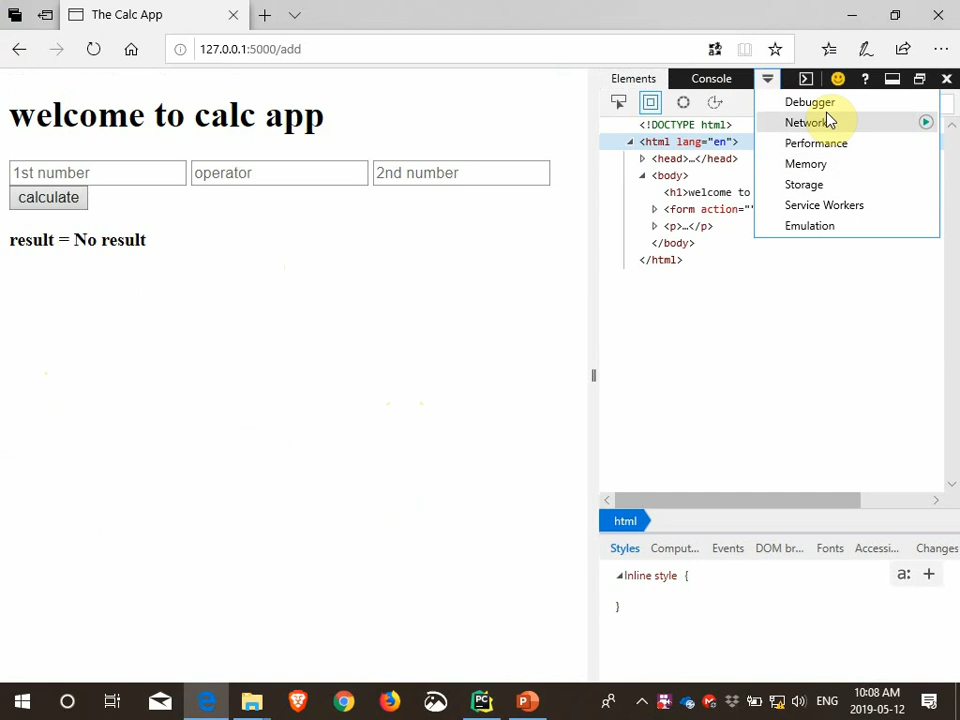 The Calc App
127.0.0.1:5000/add
welcome to calc app
1st number operator 2nd number
calculate
result = No result
Elements Console
Debugger
Network
Performance
Memory
Storage
Service Workers
Emulation
<!DOCTYPE html>
<html lang="en">
<head>...</head>
<body>
<h1>welcome to
<form action=""
<p>...</p>
</body>
</html>
html
Styles Comput... Events DOM br... Fonts Accessi... Changes
Inline style {
}
a: +
ENG
10:08 AM
2019-05-12